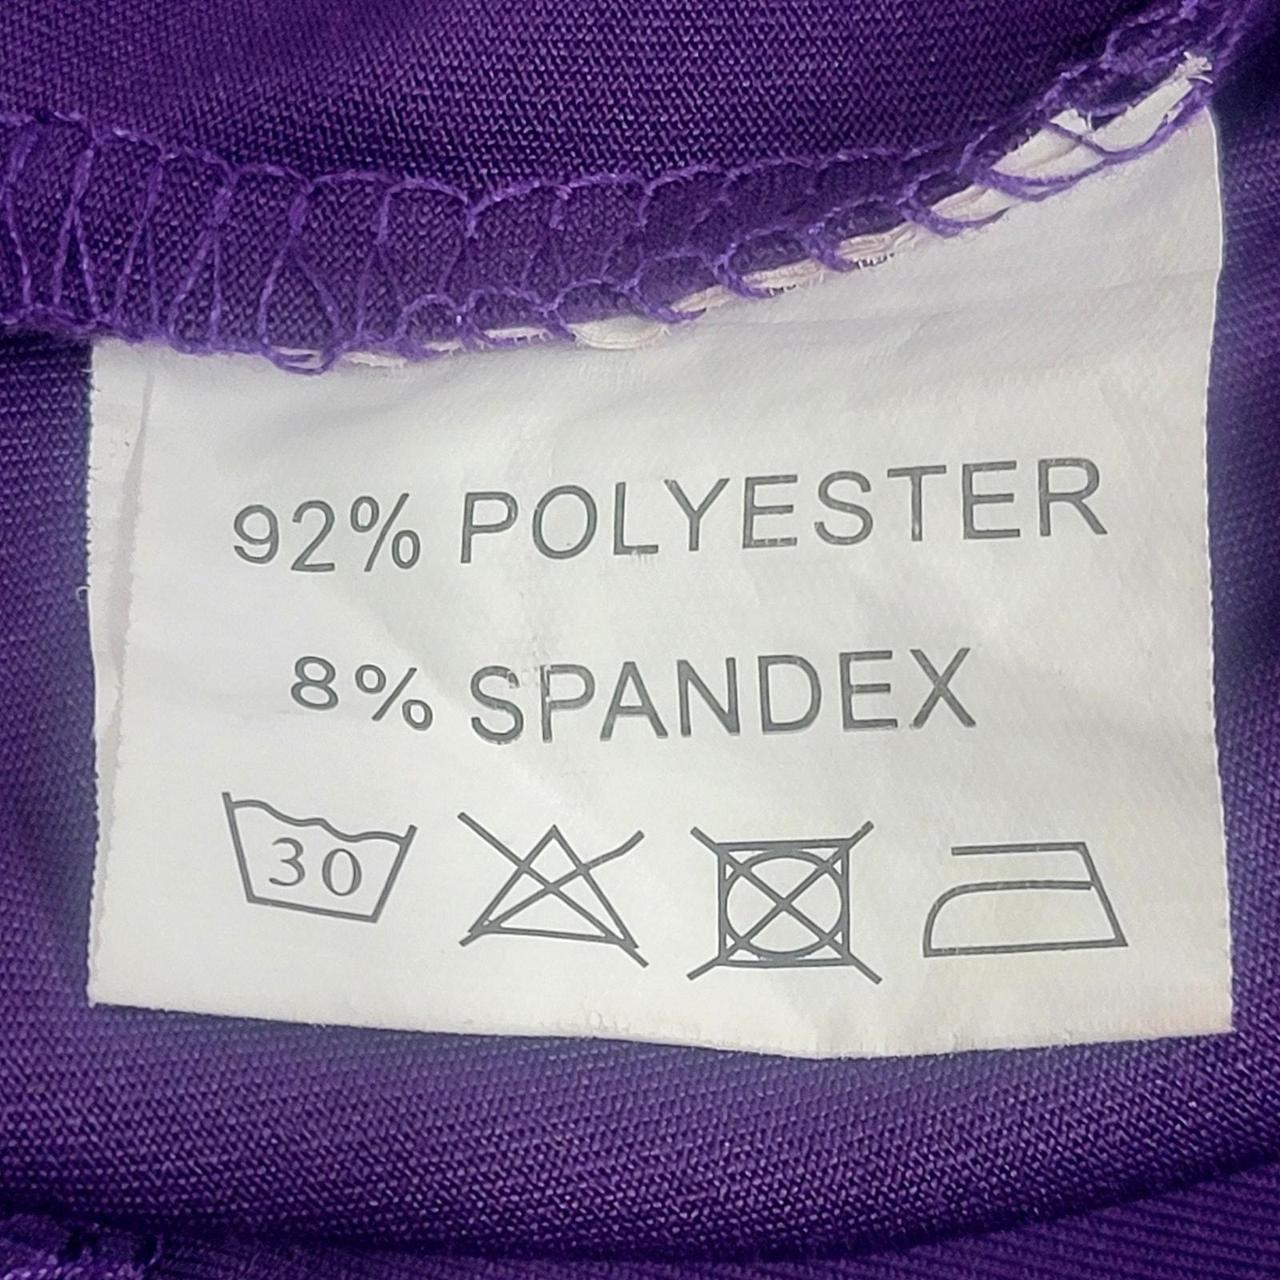 92% POLYESTER
8% SPANDEX
30